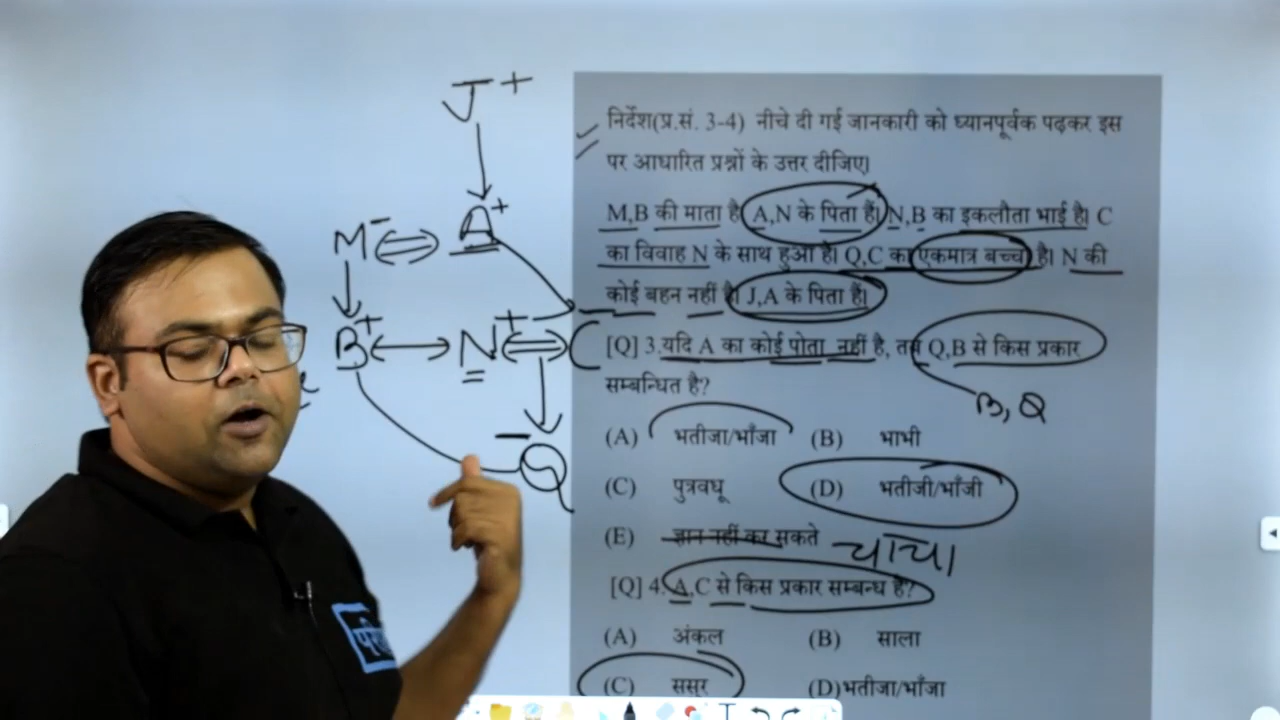 J+
M- ⇔ A+
B+ ↔ N+ ⇔ C
- Q
निर्देश(प्र.सं. 3-4) नीचे दी गई जानकारी को ध्यानपूर्वक पढ़कर इस
पर आधारित प्रश्नों के उत्तर दीजिए।
M,B की माता है। A,N के पिता हैं। N,B का इकलौता भाई है। C
का विवाह N के साथ हुआ है। Q,C का एकमात्र बच्चा है। N की
कोई बहन नहीं है। J,A के पिता हैं।
[Q] 3.यदि A का कोई पोता नहीं है, तब Q,B से किस प्रकार
सम्बन्धित है?
B, Q
(A) भतीजा/भाँजा (B) भाभी
(C) पुत्रवधू (D) भतीजी/भाँजी
(E) ज्ञान नहीं कर सकते
चाचा
[Q] 4. A,C से किस प्रकार सम्बन्ध है?
(A) अंकल (B) साला
(C) ससुर (D)भतीजा/भाँजा